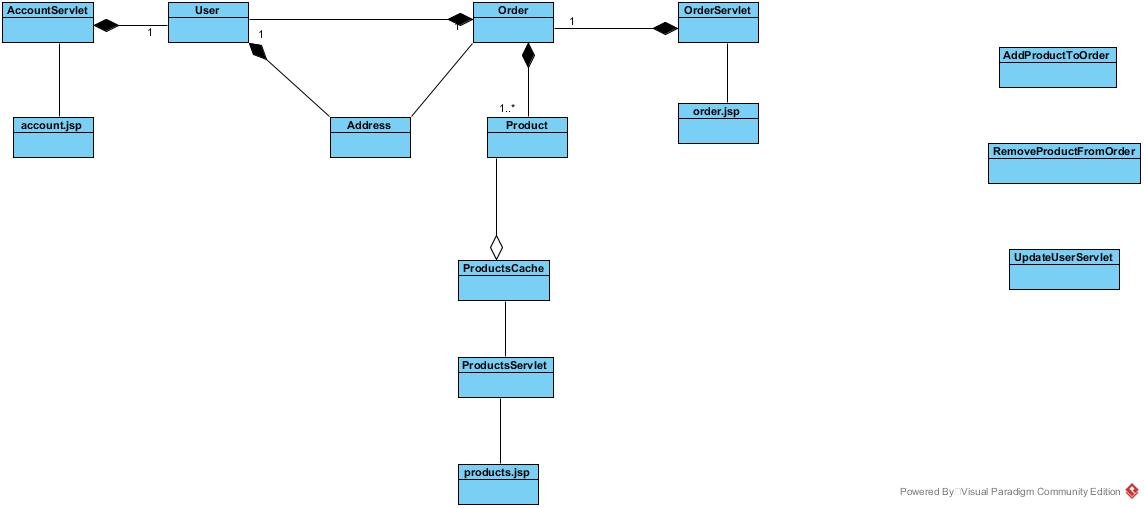 AccountServlet
User
Order
OrderServlet
1
1
1
1
AddProductToOrder
1..*
order.jsp
account.jsp
Address
Product
RemoveProductFromOrder
UpdateUserServlet
ProductsCache
ProductsServlet
products.jsp
Powered By Visual Paradigm Community Edition